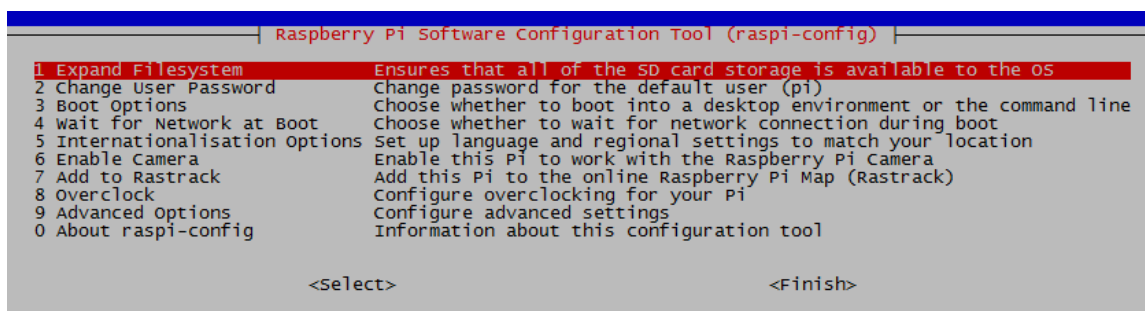 Raspberry Pi Software Configuration Tool (raspi-config)
1 Expand Filesystem Ensures that all of the SD card storage is available to the OS
2 Change User Password Change password for the default user (pi)
3 Boot Options Choose whether to boot into a desktop environment or the command line
4 Wait for Network at Boot Choose whether to wait for network connection during boot
5 Internationalisation Options Set up language and regional settings to match your location
6 Enable Camera Enable this Pi to work with the Raspberry Pi Camera
7 Add to Rastrack Add this Pi to the online Raspberry Pi Map (Rastrack)
8 Overclock Configure overclocking for your Pi
9 Advanced Options Configure advanced settings
0 About raspi-config Information about this configuration tool
<Select> <Finish>